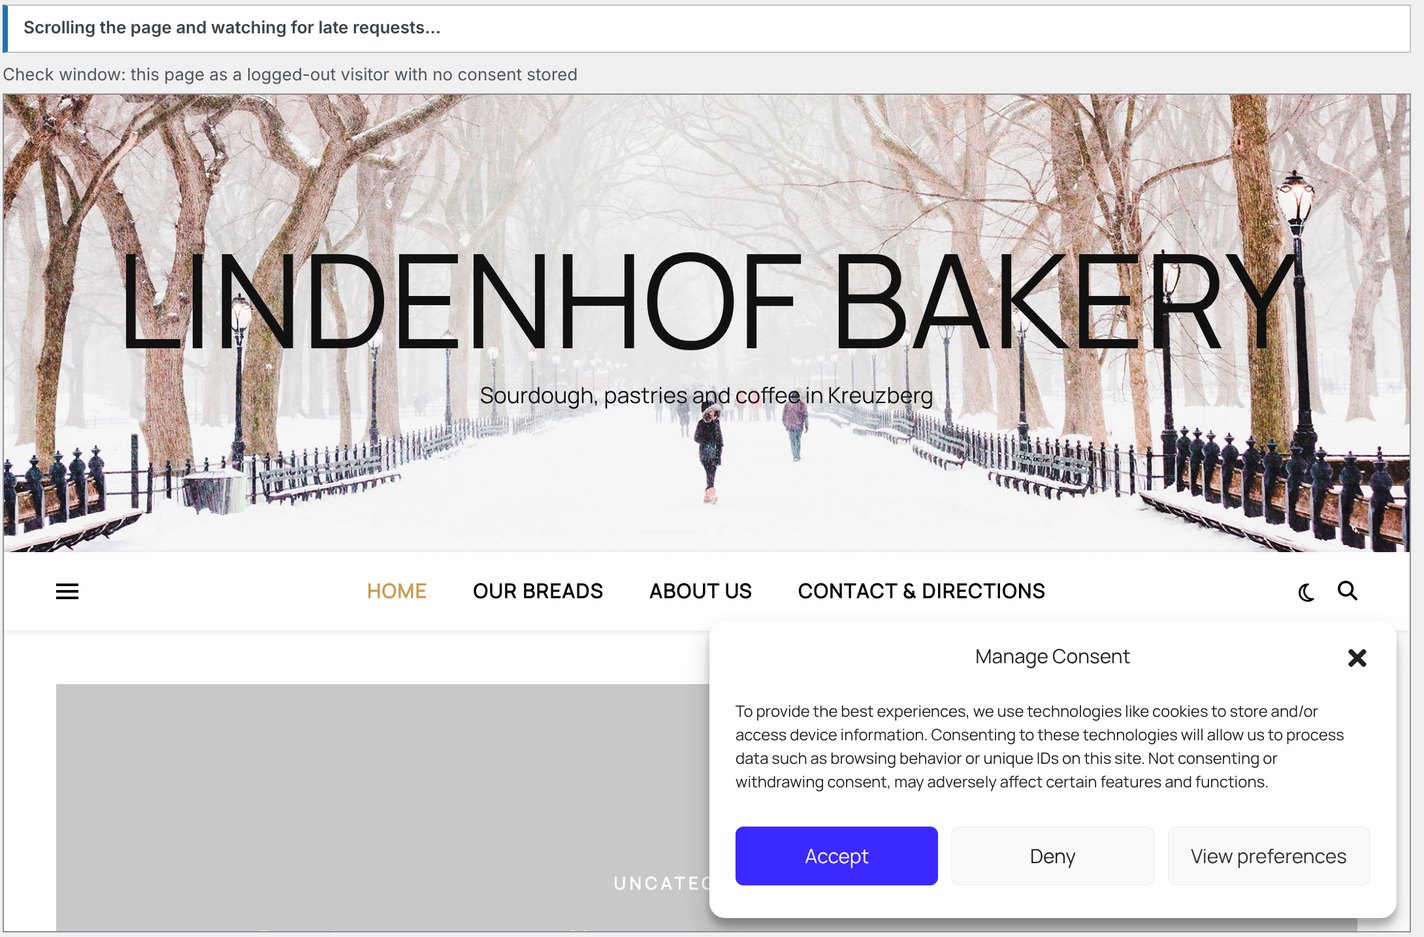 Scrolling the page and watching for late requests...
Check window: this page as a logged-out visitor with no consent stored
LINDENHOF BAKERY
Sourdough, pastries and coffee in Kreuzberg
HOME OUR BREADS ABOUT US CONTACT & DIRECTIONS
Manage Consent
To provide the best experiences, we use technologies like cookies to store and/or
access device information. Consenting to these technologies will allow us to process
data such as browsing behavior or unique IDs on this site. Not consenting or
withdrawing consent, may adversely affect certain features and functions.
Accept Deny View preferences